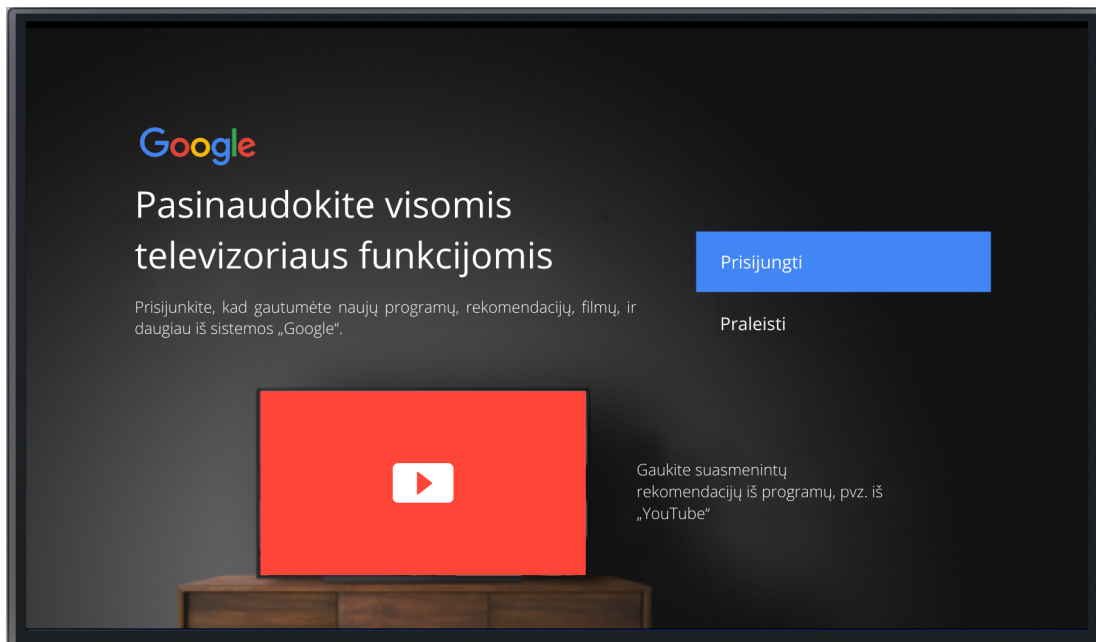 Google
Pasinaudokite visomis
televizoriaus funkcijomis
Prisijunkite, kad gautumėte naujų programų, rekomendacijų, filmų, ir
daugiau iš sistemos „Google“.
Prisijungti
Praleisti
Gaukite suasmenintų
rekomendacijų iš programų, pvz. iš
„YouTube“